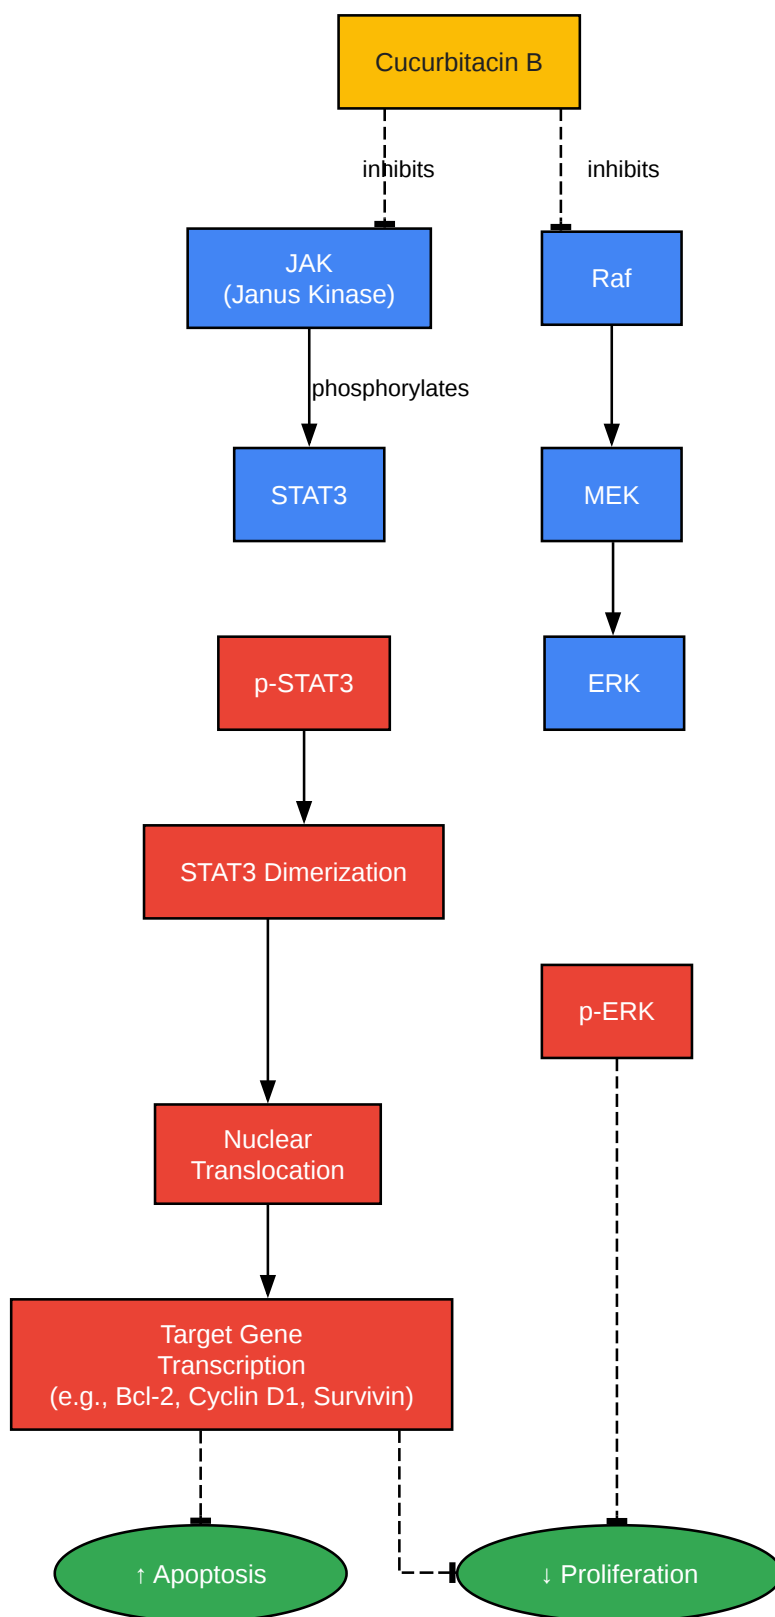 Cucurbitacin B
inhibits
inhibits
JAK
(Janus Kinase)
Raf
phosphorylates
STAT3
MEK
p-STAT3
ERK
STAT3 Dimerization
p-ERK
Nuclear
Translocation
Target Gene
Transcription
(e.g., Bcl-2, Cyclin D1, Survivin)
↑ Apoptosis
↓ Proliferation